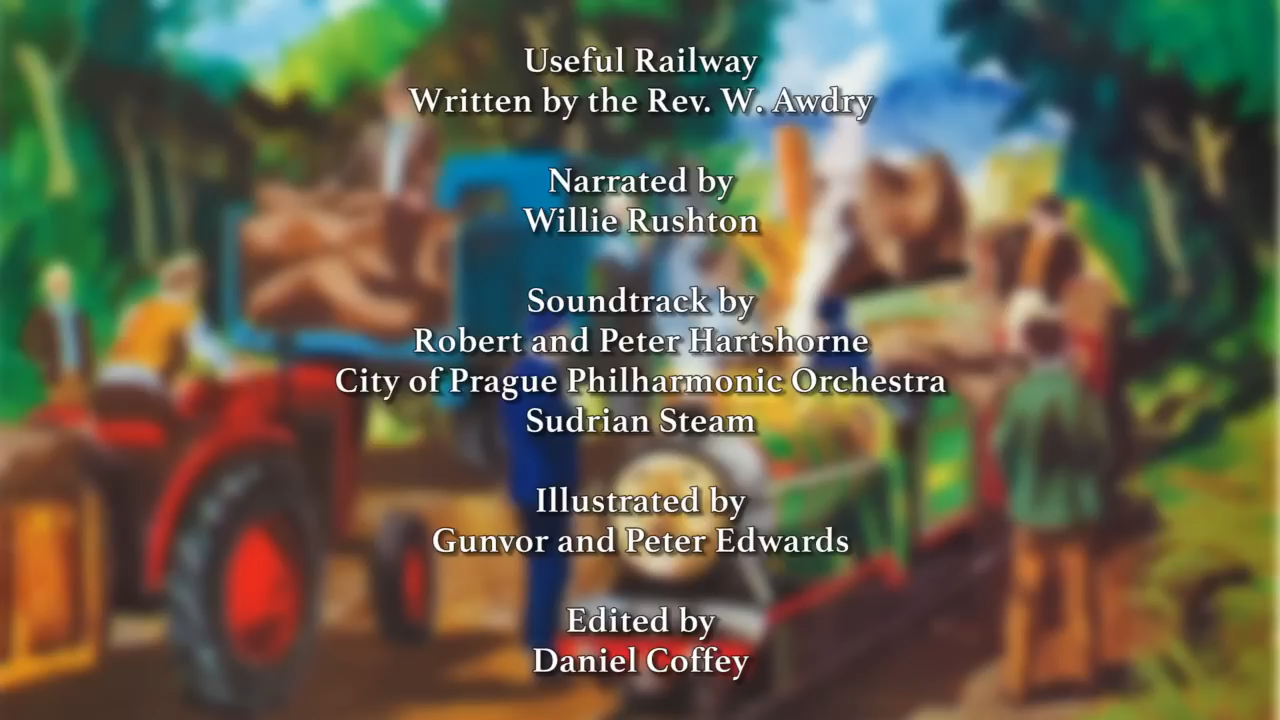 Useful Railway
Written by the Rev. W. Awdry
Narrated by
Willie Rushton
Soundtrack by
Robert and Peter Hartshorne
City of Prague Philharmonic Orchestra
Sudrian Steam
Illustrated by
Gunvor and Peter Edwards
Edited by
Daniel Coffey